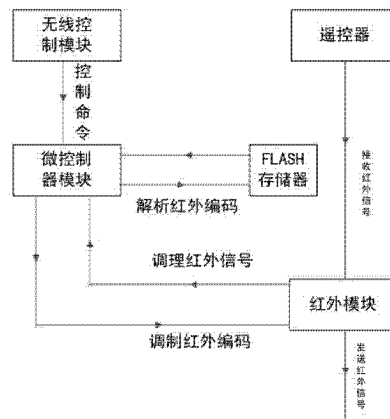 无线控
制模块
遥控器
控制命令
接收红外信号
微控制
器模块
FLASH
存储器
解析红外编码
调理红外信号
红外模块
调制红外编码
发送红外信号